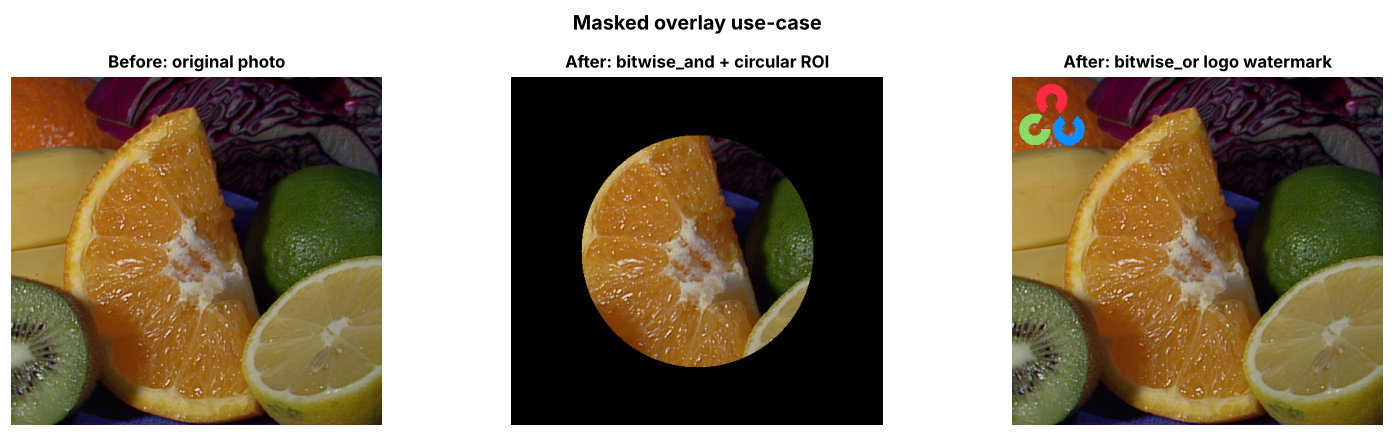 Masked overlay use-case
Before: original photo
After: bitwise_and + circular ROI
After: bitwise_or logo watermark